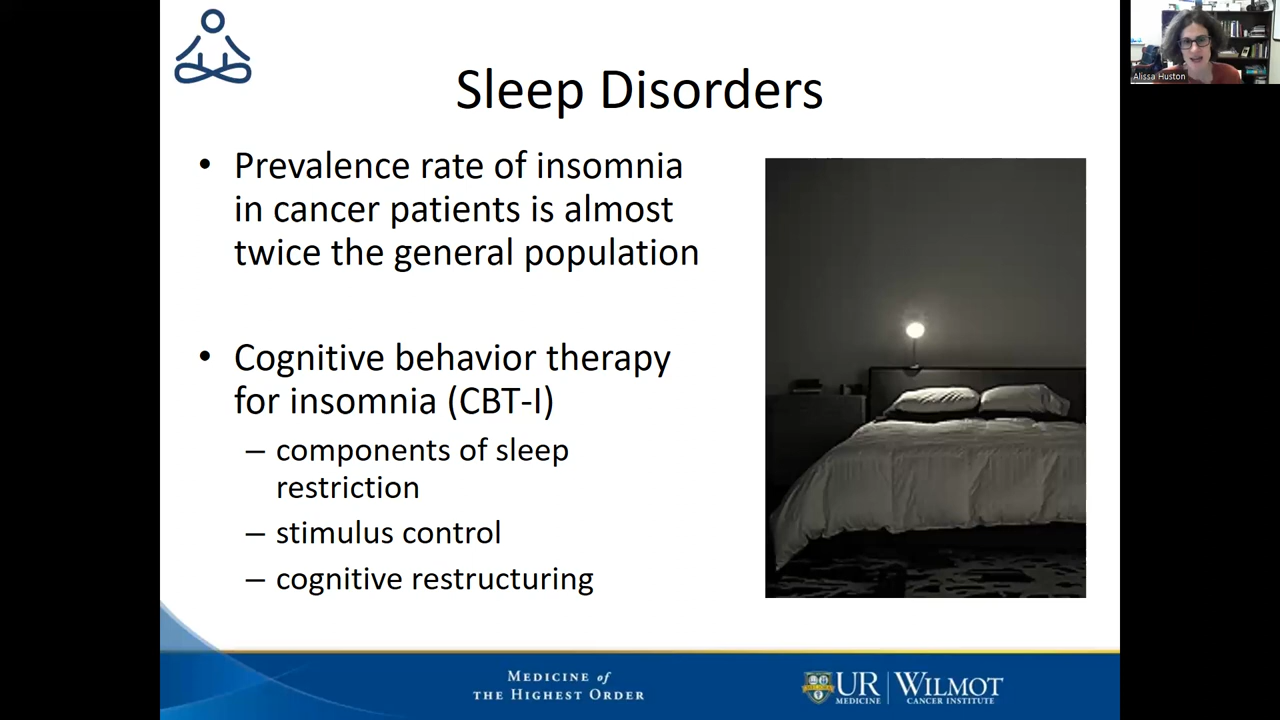 Sleep Disorders
• Prevalence rate of insomnia
in cancer patients is almost
twice the general population
• Cognitive behavior therapy
for insomnia (CBT-I)
– components of sleep
restriction
– stimulus control
– cognitive restructuring
Alissa Huston
MEDICINE of
THE HIGHEST ORDER
UR
MEDICINE
WILMOT
CANCER INSTITUTE